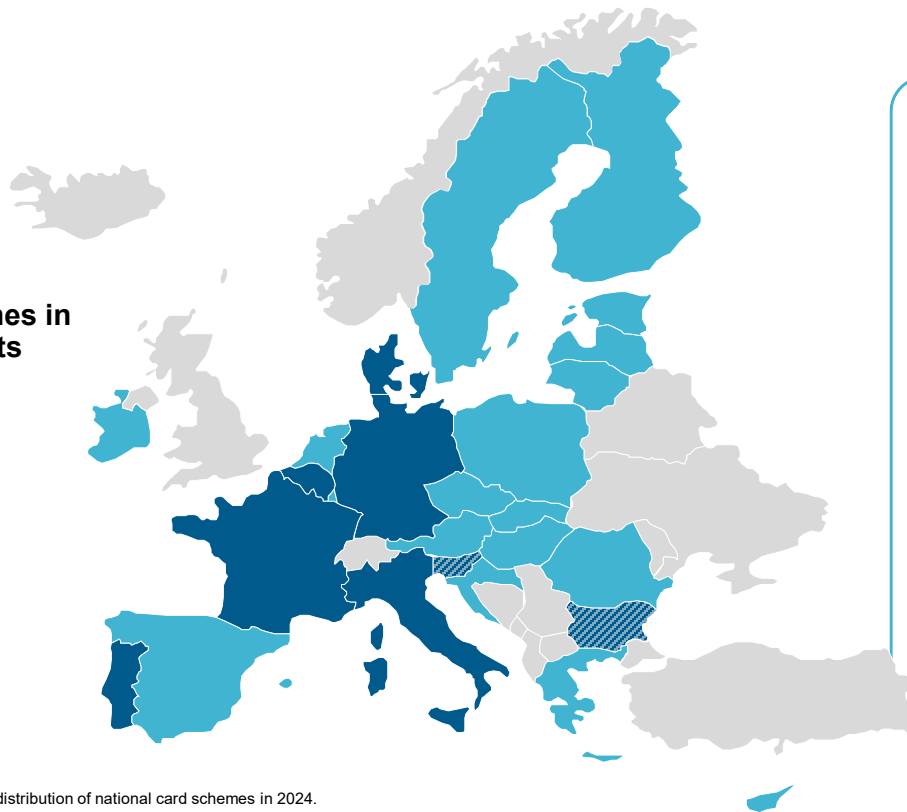 nes in
ts
distribution of national card schemes in 2024.